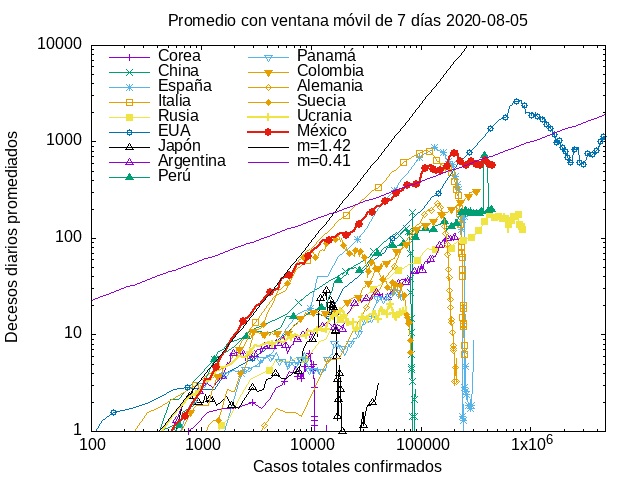 Promedio con ventana móvil de 7 días 2020-08-05
Decesos diarios promediados
10000
1000
100
10
1
Corea
China
España
Italia
Rusia
EUA
Japón
Argentina
Perú
Panamá
Colombia
Alemania
Suecia
Ucrania
México
m=1.42
m=0.41
100
1000
10000
100000
1x10⁶
Casos totales confirmados